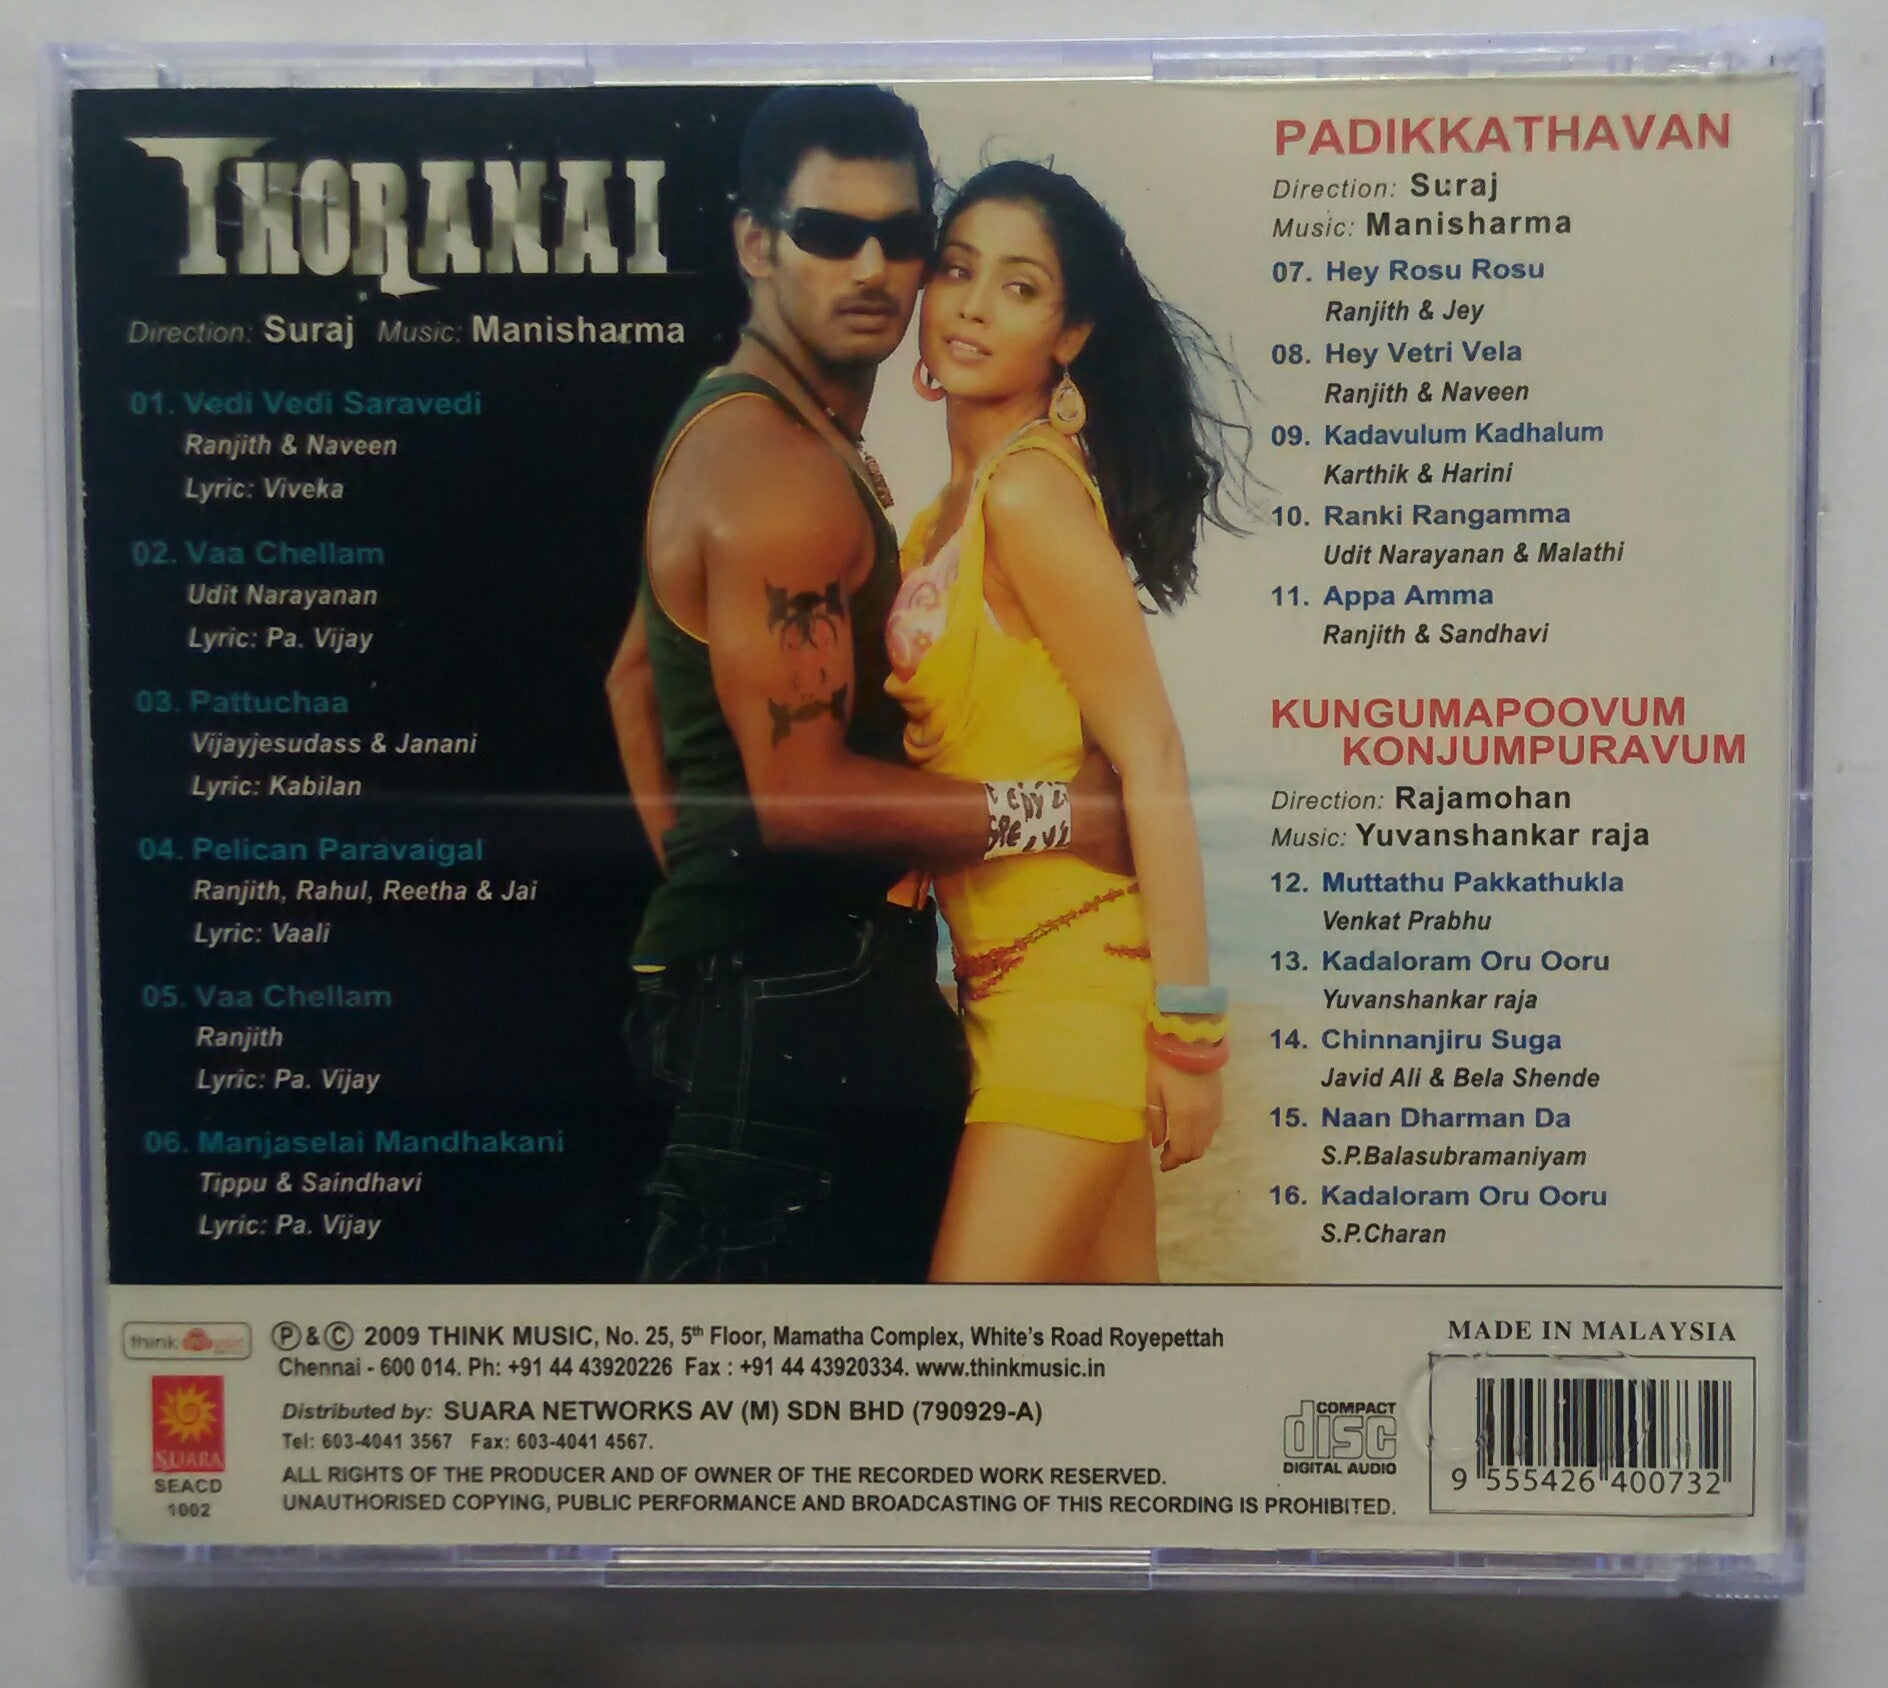 THORANAI
Direction: Suraj Music: Manisharma
01. Vedi Vedi Saravedi
Ranjith & Naveen
Lyric: Viveka
02. Vaa Chellam
Udit Narayanan
Lyric: Pa. Vijay
03. Pattuchaa
Vijayjesudass & Janani
Lyric: Kabilan
04. Pelican Paravaigal
Ranjith, Rahul, Reetha & Jai
Lyric: Vaali
05. Vaa Chellam
Ranjith
Lyric: Pa. Vijay
06. Manjaselai Mandhakani
Tippu & Saindhavi
Lyric: Pa. Vijay
PADIKKATHAVAN
Direction: Suraj
Music: Manisharma
07. Hey Rosu Rosu
Ranjith & Jey
08. Hey Vetri Vela
Ranjith & Naveen
09. Kadavulum Kadhalum
Karthik & Harini
10. Ranki Rangamma
Udit Narayanan & Malathi
11. Appa Amma
Ranjith & Sandhavi
KUNGUMAPOOVUM
KONJUMPURAVUM
Direction: Rajamohan
Music: Yuvanshankar raja
12. Muttathu Pakkathukla
Venkat Prabhu
13. Kadaloram Oru Ooru
Yuvanshankar raja
14. Chinnanjiru Suga
Javid Ali & Bela Shende
15. Naan Dharman Da
S.P.Balasubramaniyam
16. Kadaloram Oru Ooru
S.P.Charan
think music
Ⓟ & © 2009 THINK MUSIC, No. 25, 5th Floor, Mamatha Complex, White's Road Royepettah
Chennai - 600 014. Ph: +91 44 43920226 Fax : +91 44 43920334. www.thinkmusic.in
SUARA
SEACD
1002
Distributed by: SUARA NETWORKS AV (M) SDN BHD (790929-A)
Tel: 603-4041 3567 Fax: 603-4041 4567.
ALL RIGHTS OF THE PRODUCER AND OF OWNER OF THE RECORDED WORK RESERVED.
UNAUTHORISED COPYING, PUBLIC PERFORMANCE AND BROADCASTING OF THIS RECORDING IS PROHIBITED.
COMPACT
disc
DIGITAL AUDIO
MADE IN MALAYSIA
9 555426 400732